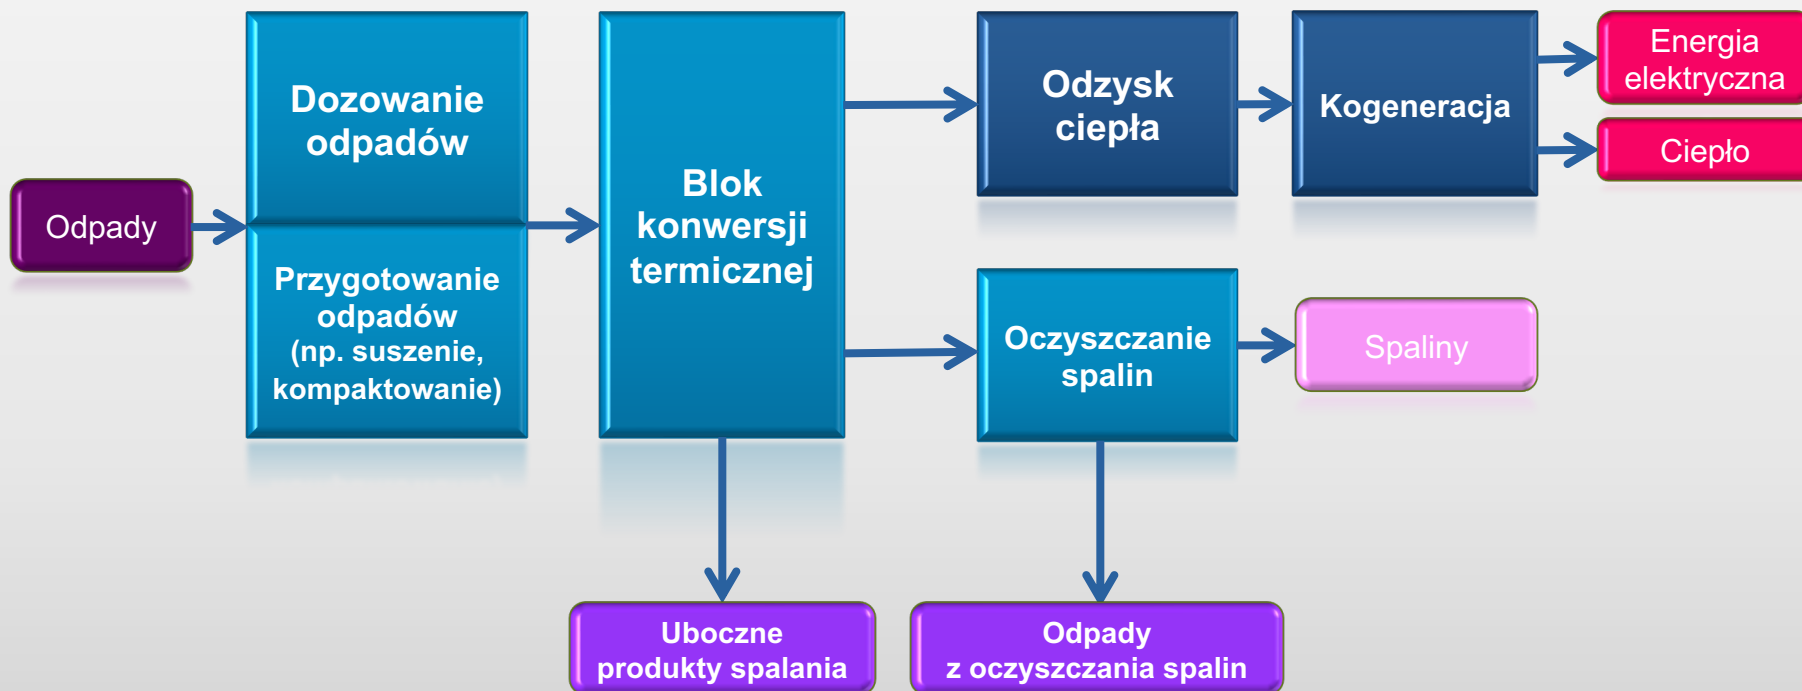 Odpady
Dozowanie
odpadów
Przygotowanie
odpadów
(np. suszenie,
kompaktowanie)
Blok
konwersji
termicznej
Odzysk
ciepła
Kogeneracja
Energia
elektryczna
Ciepło
Oczyszczanie
spalin
Spaliny
Uboczne
produkty spalania
Odpady
z oczyszczania spalin